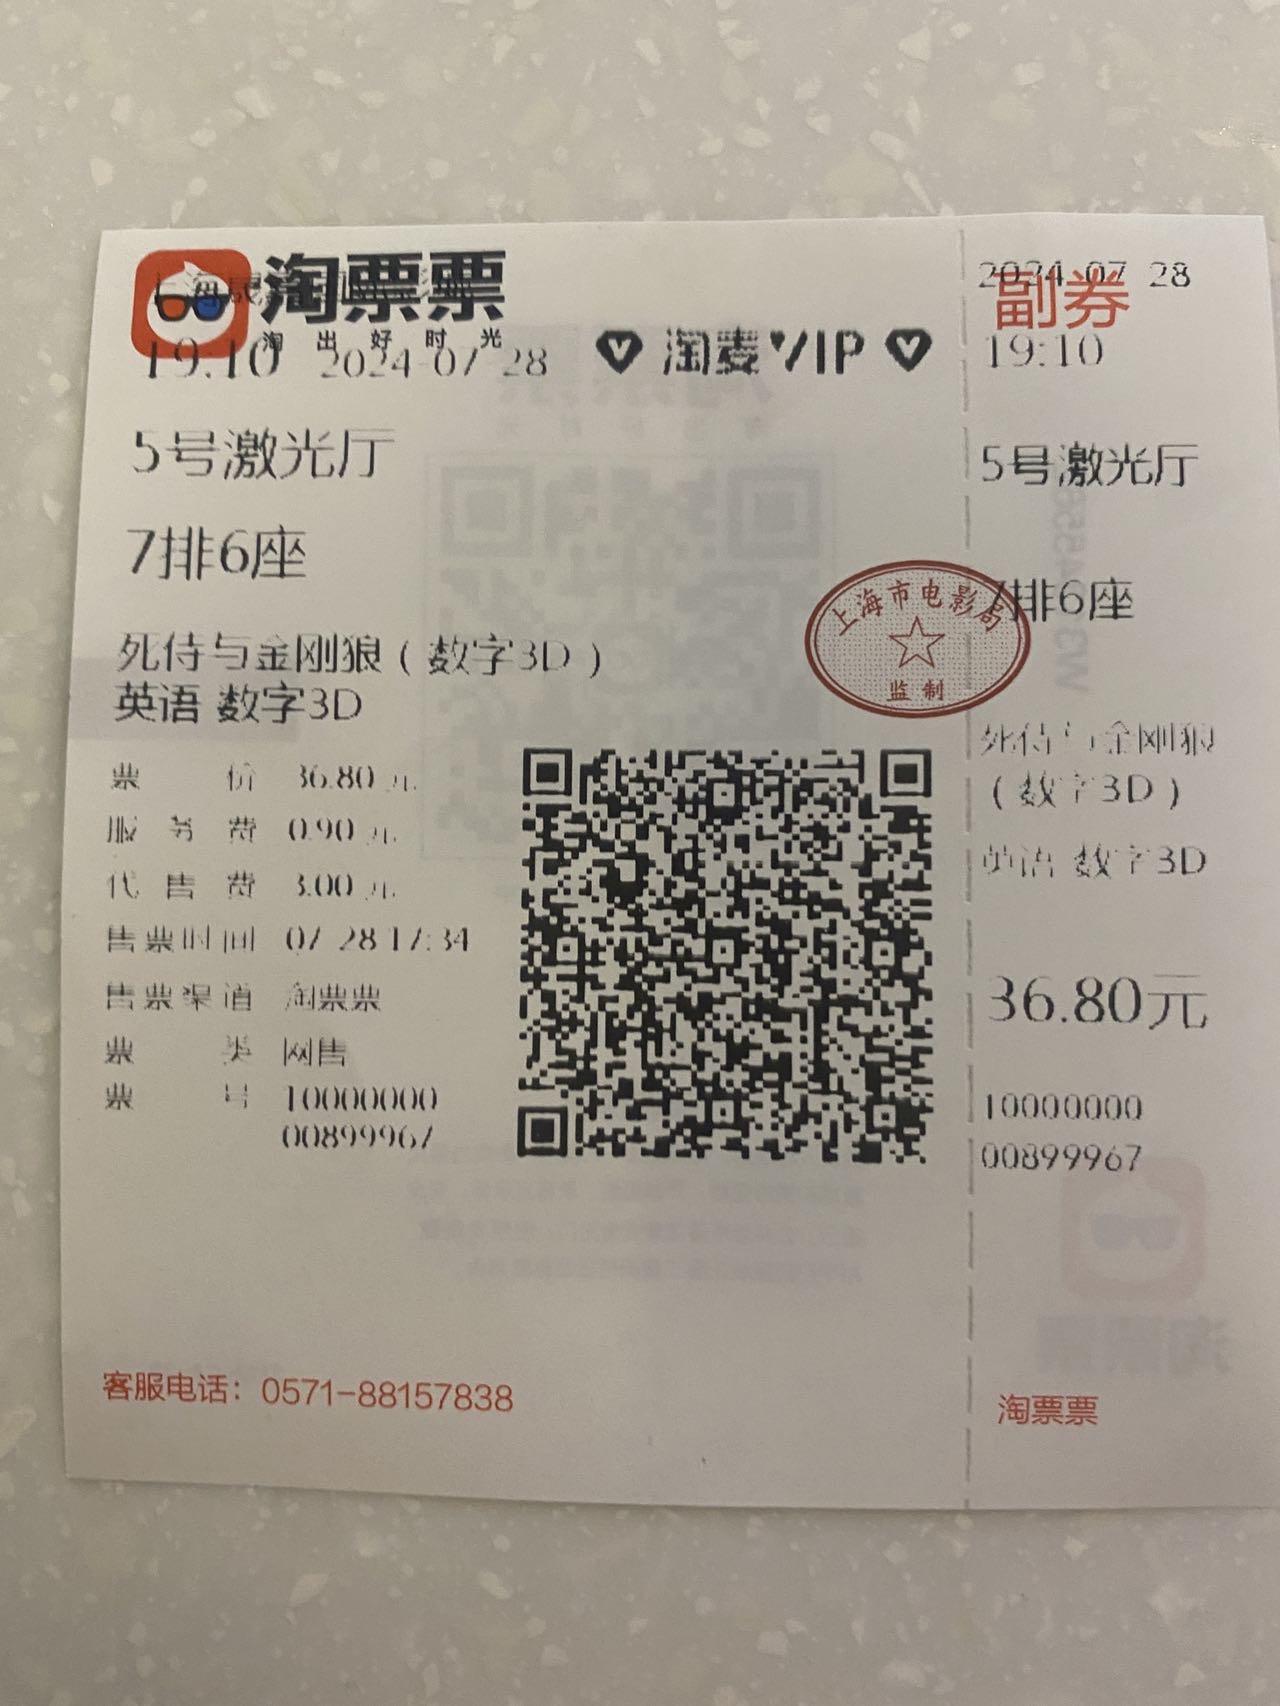 淘票票
淘出好时光
19:10 2024-07-28
淘麦VIP
5号激光厅
7排6座
死侍与金刚狼(数字3D)
英语 数字3D
票价 36.80元
服务费 0.90元
代售费 3.00元
售票时间 07-28 17:34
售票渠道 淘票票
票类 网售
票号 10000000
00899967
客服电话：0571-88157838
上海市电影局
监制
副券
2024-07-28
19:10
5号激光厅
7排6座
死侍与金刚狼
(数字3D)
英语 数字3D
36.80元
10000000
00899967
淘票票